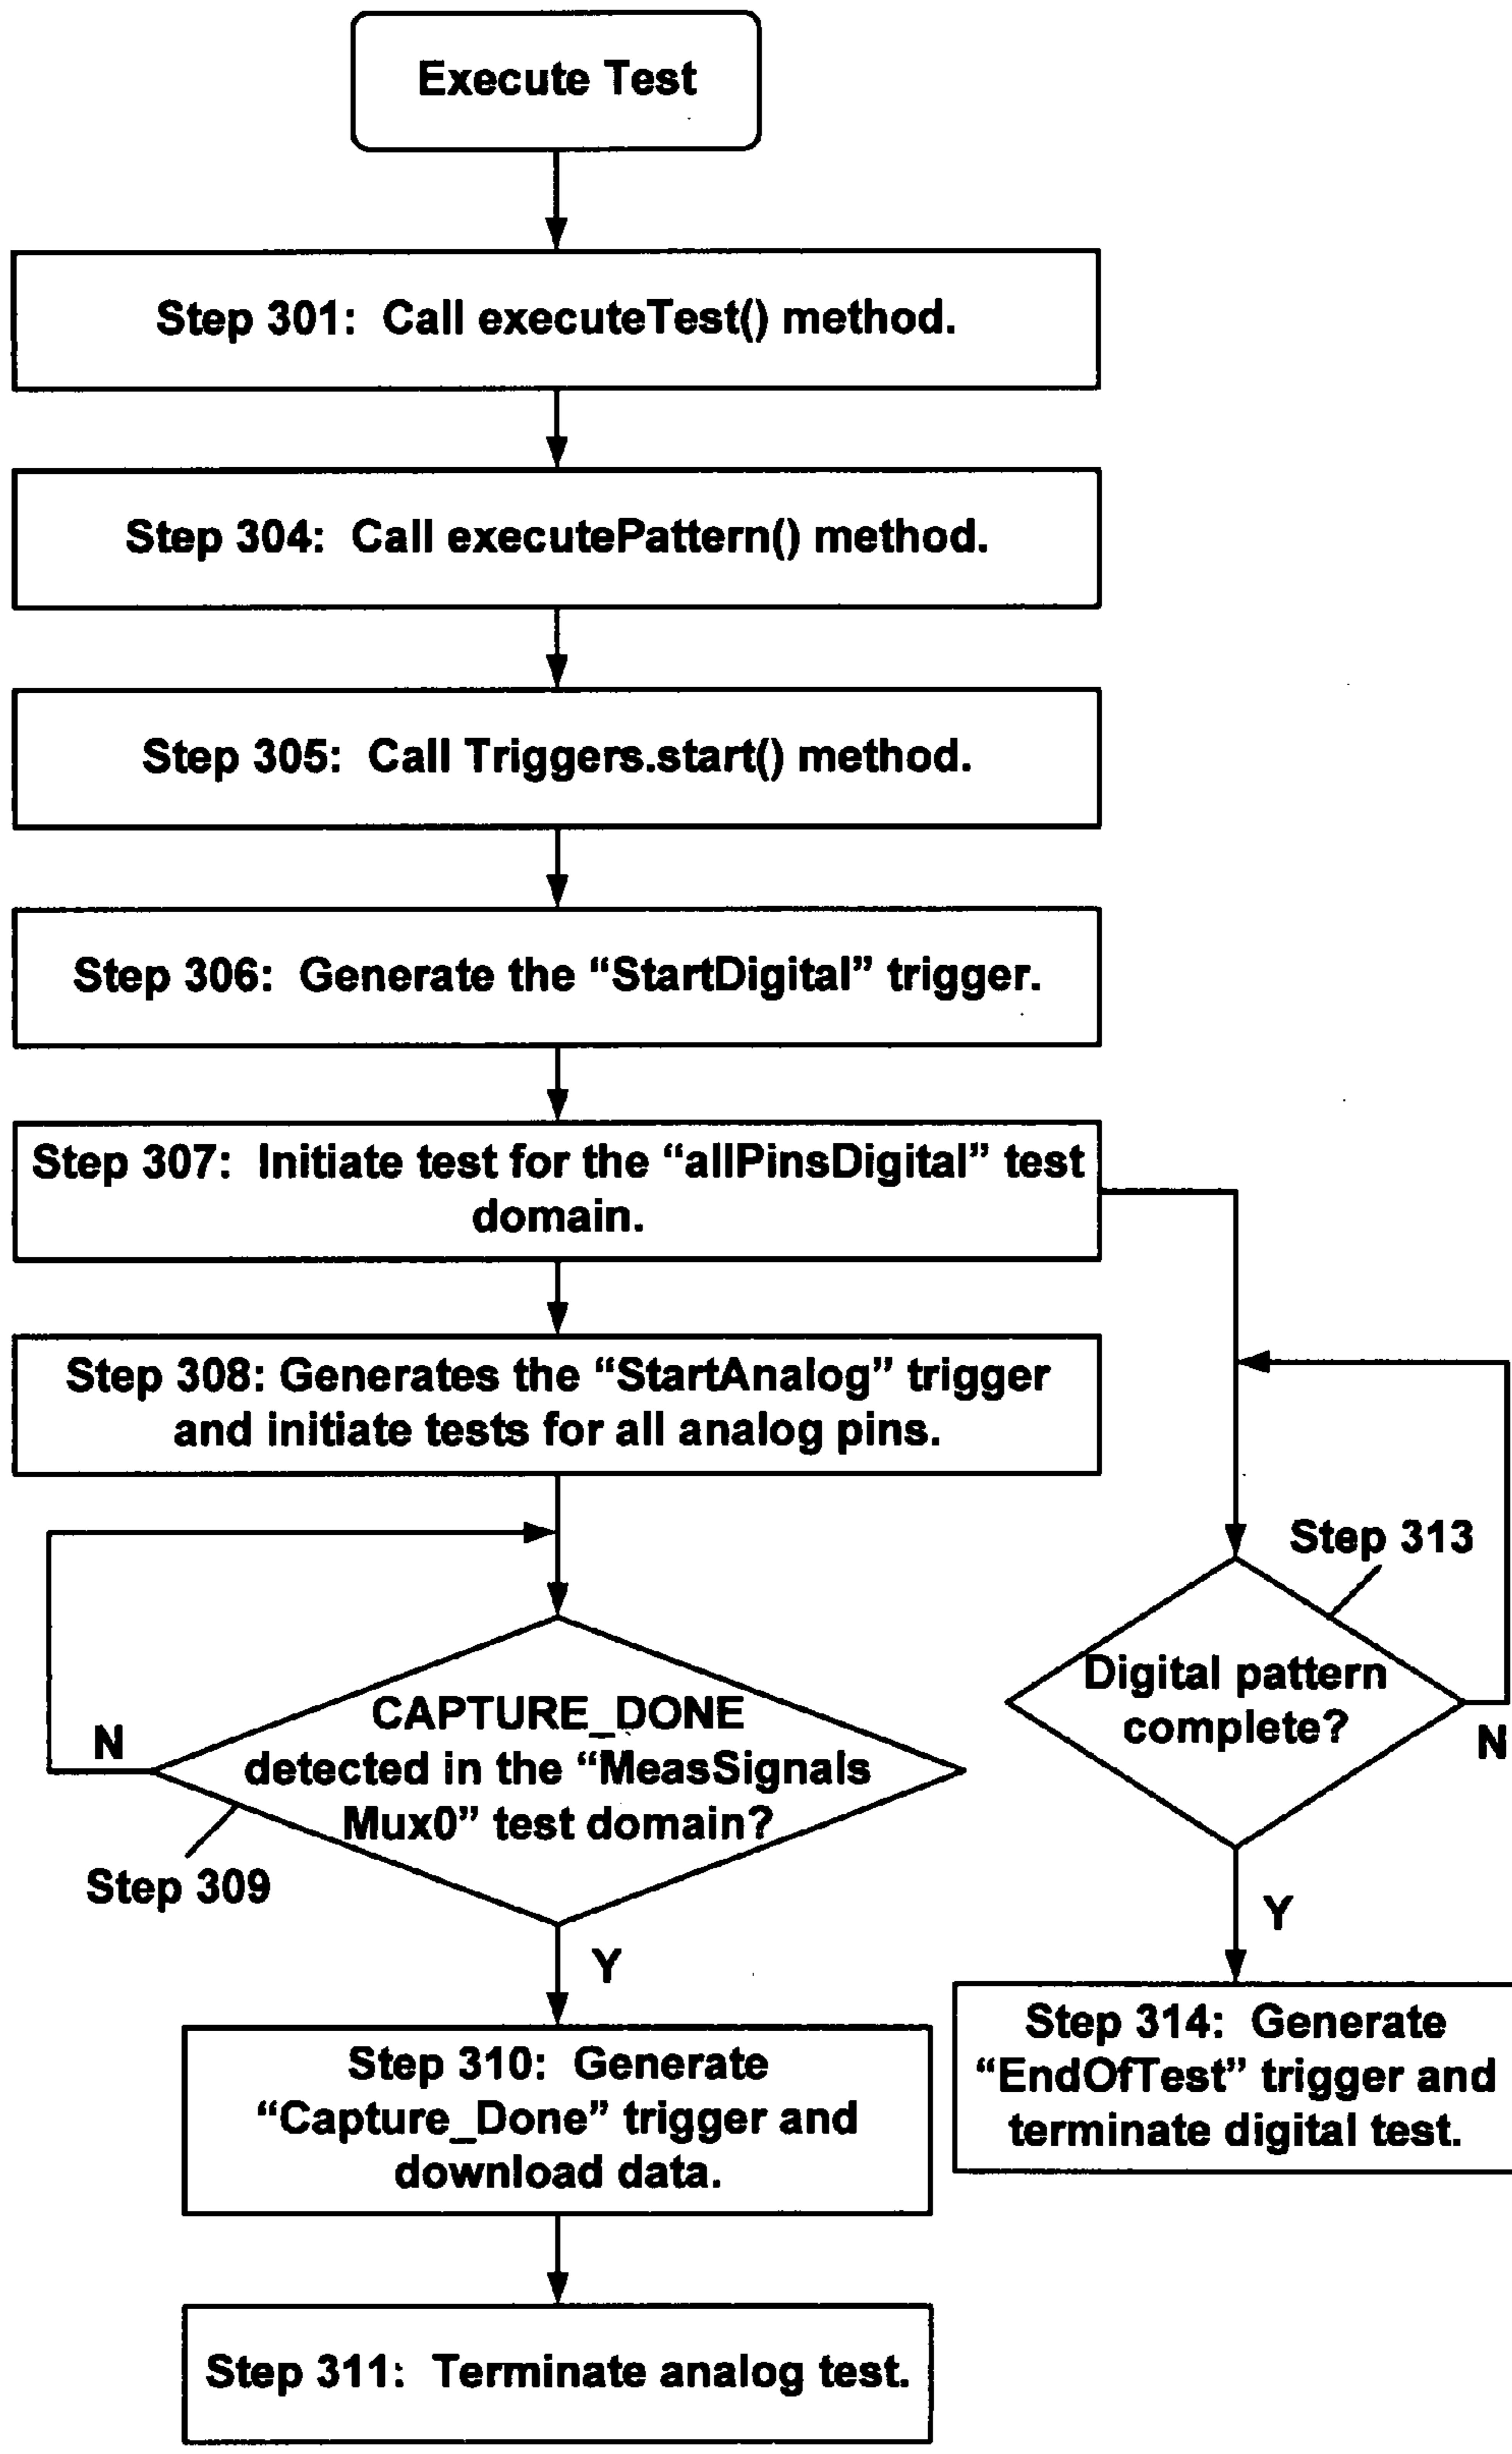 Execute Test
Step 301: Call executeTest() method.
Step 304: Call executePattern() method.
Step 305: Call Triggers.start() method.
Step 306: Generate the “StartDigital” trigger.
Step 307: Initiate test for the “allPinsDigital” test
domain.
Step 308: Generates the “StartAnalog” trigger
and initiate tests for all analog pins.
Step 313
Digital pattern
complete?
N
Y
CAPTURE_DONE
detected in the “MeasSignals
Mux0” test domain?
N
Step 309
Y
Step 314: Generate
“EndOfTest” trigger and
terminate digital test.
Step 310: Generate
“Capture_Done” trigger and
download data.
Step 311: Terminate analog test.